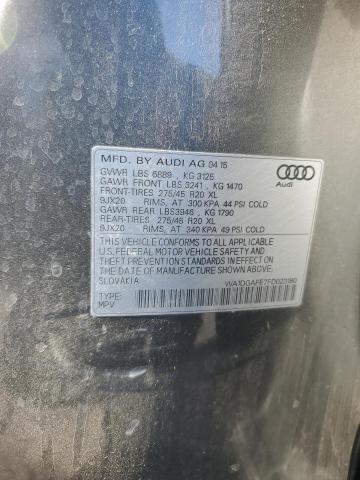 MFD. BY AUDI AG 04 15
GVWR LBS 6889 , KG 3125
GAWR FRONT LBS 3241 , KG 1470
FRONT-TIRES 275/45 R20 XL
9JX20 RIMS, AT 300 KPA 44 PSI COLD
GAWR REAR LBS3946 , KG 1790
REAR-TIRES 275/45 R20 XL
9JX20 RIMS, AT 340 KPA 49 PSI COLD
THIS VEHICLE CONFORMS TO ALL APPLICABLE
U.S. FEDERAL MOTOR VEHICLE SAFETY AND
THEFT PREVENTION STANDARDS IN EFFECT ON THE
DATE OF MANUFACTURE SHOWN ABOVE
SLOVAKIA
TYPE:
MPV
WA1DGAFE7FD023180
Audi